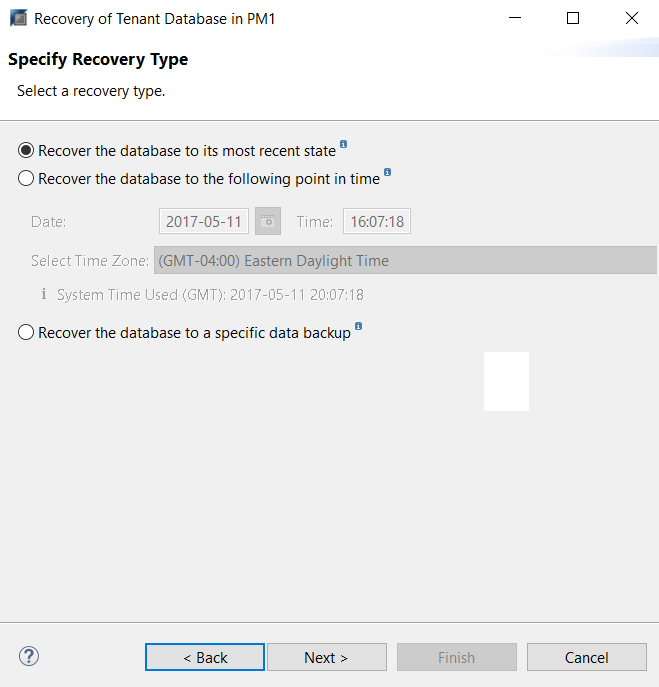 Recovery of Tenant Database in PM1
Specify Recovery Type
Select a recovery type.
Recover the database to its most recent state
Recover the database to the following point in time
Date: 2017-05-11 Time: 16:07:18
Select Time Zone: (GMT-04:00) Eastern Daylight Time
i System Time Used (GMT): 2017-05-11 20:07:18
Recover the database to a specific data backup
? < Back Next > Finish Cancel